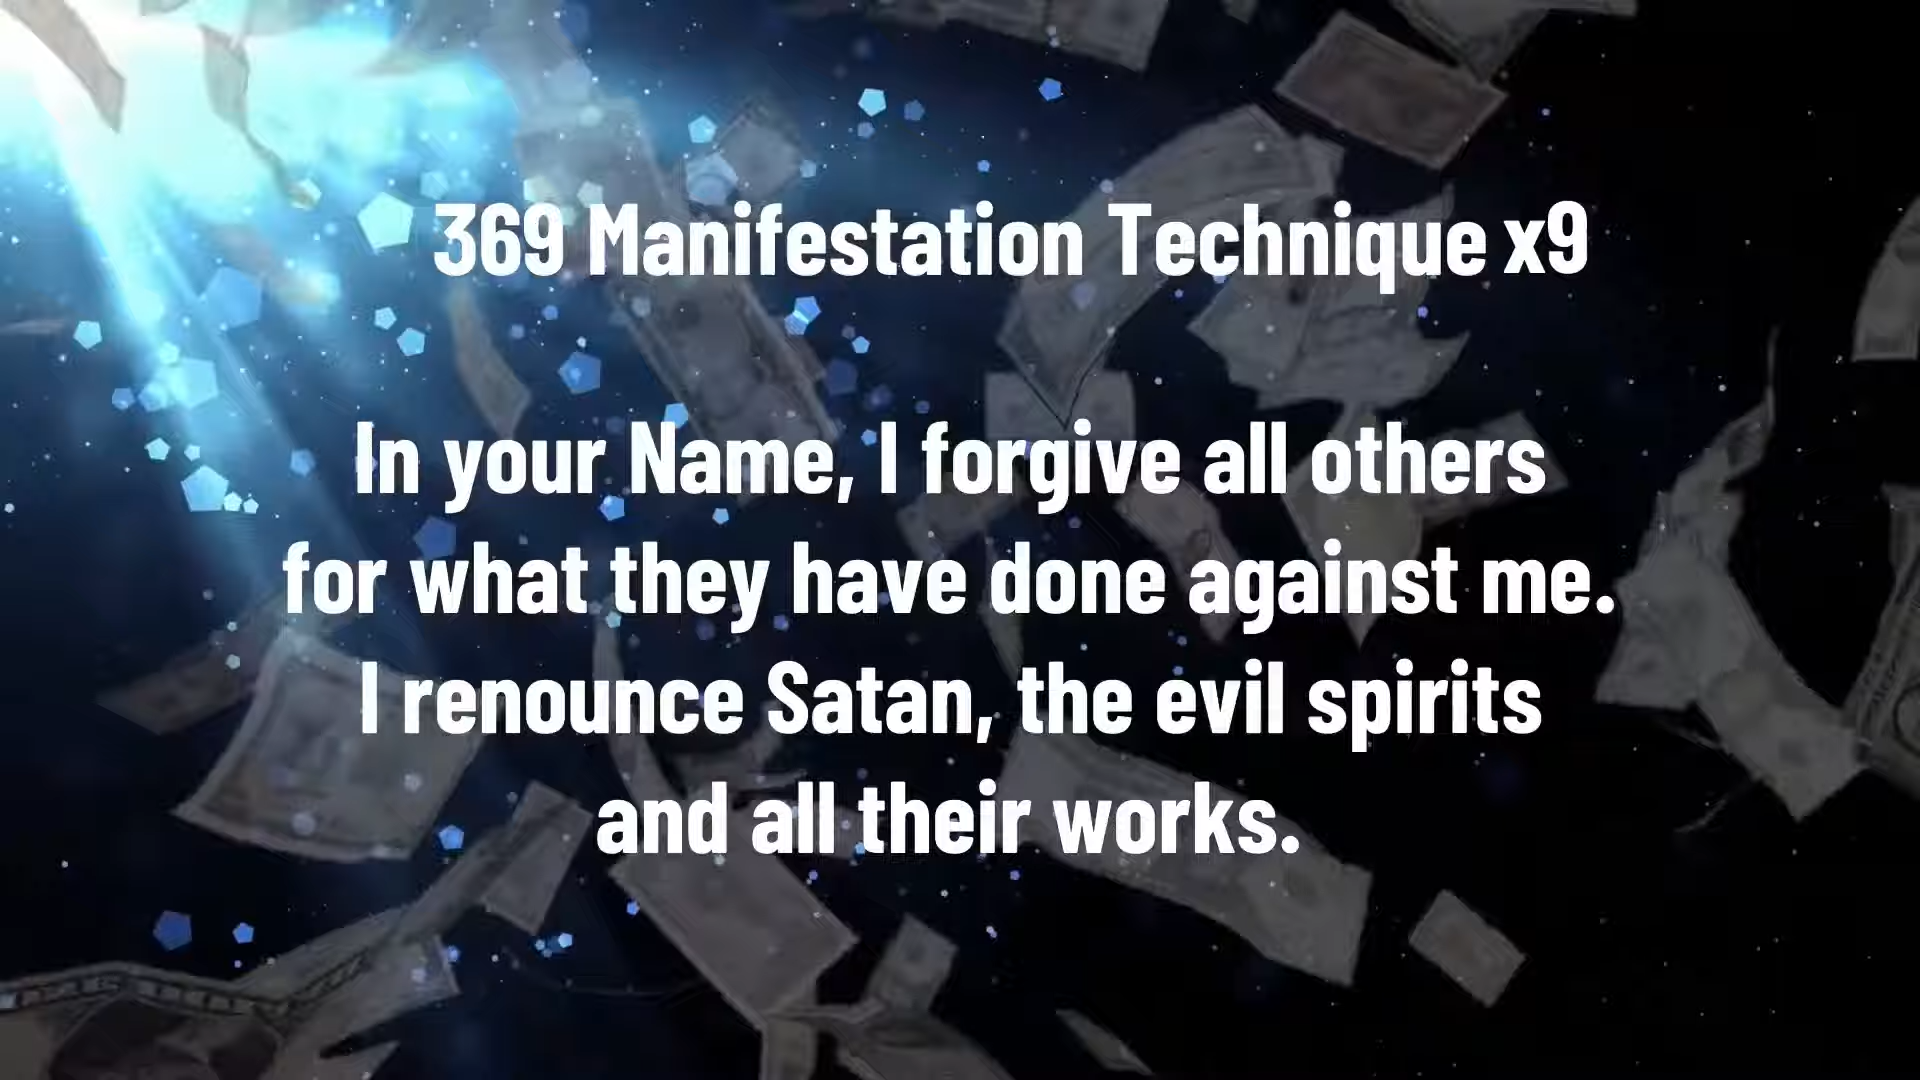 369 Manifestation Technique x9
In your Name, I forgive all others
for what they have done against me.
I renounce Satan, the evil spirits
and all their works.